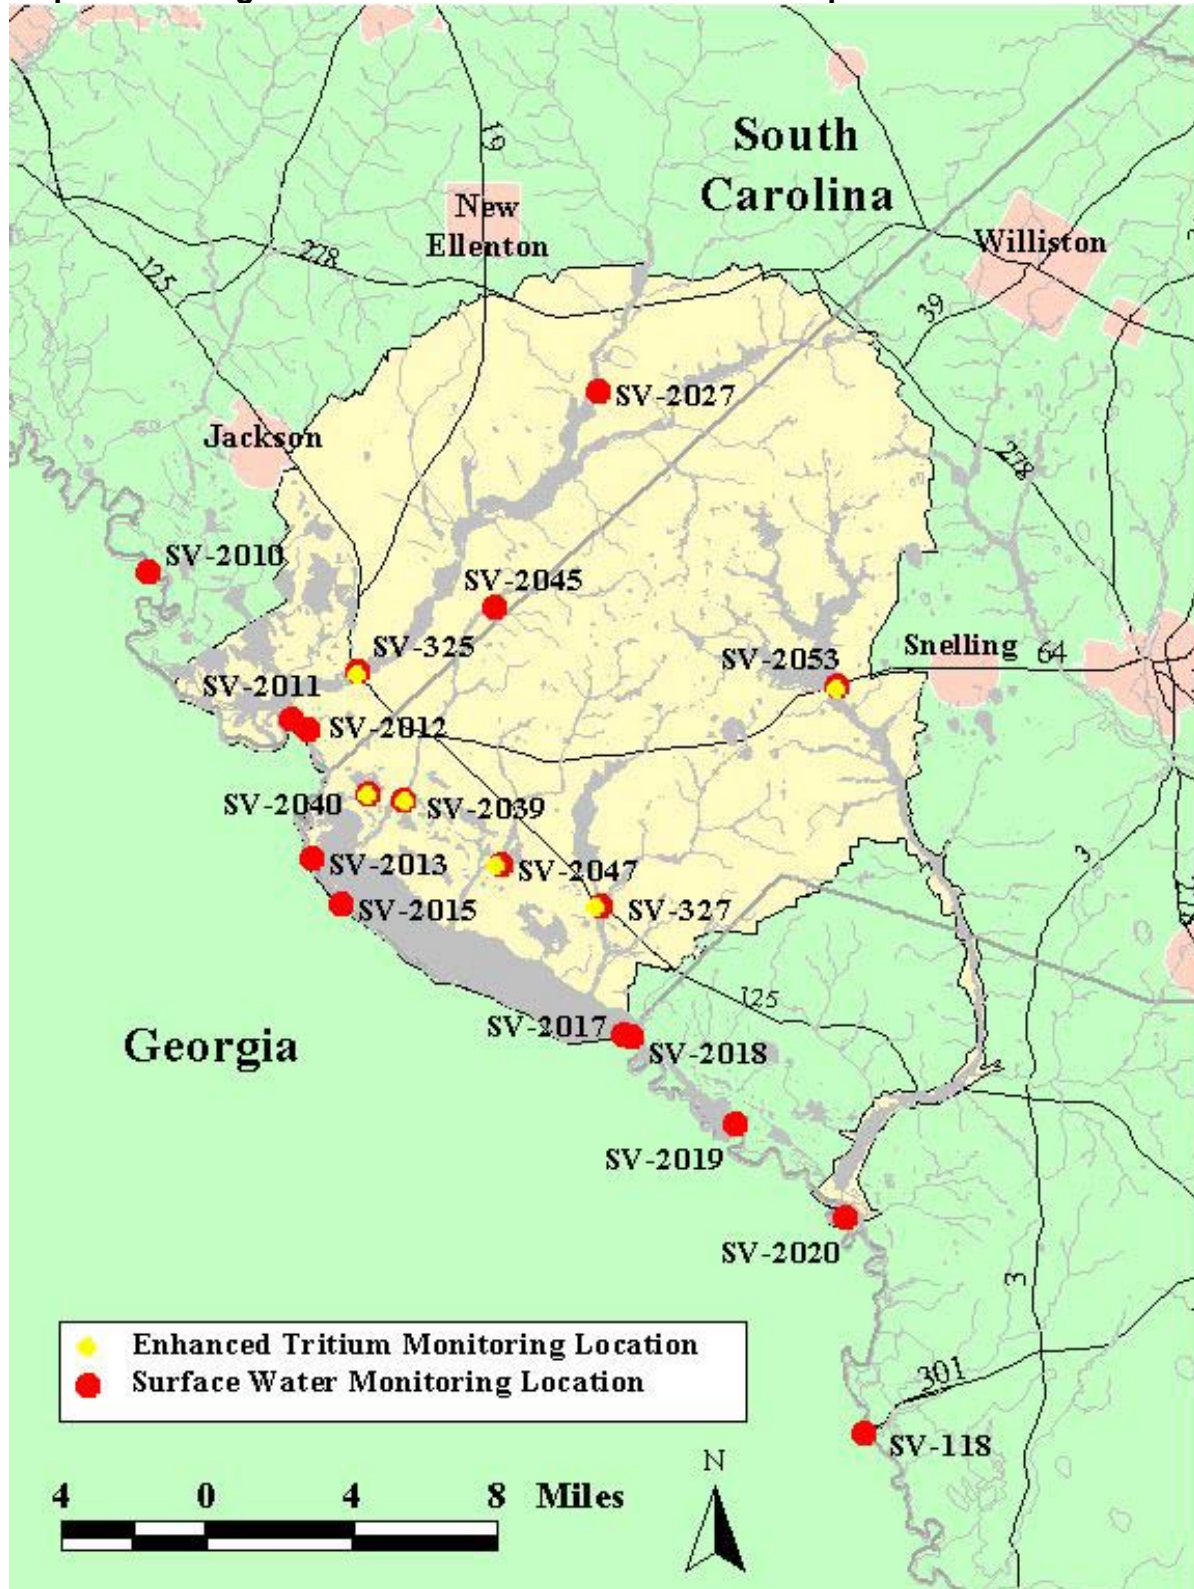 South
Carolina
19
New
Ellenton
Williston
278
125
39
SV-2027
Jackson
278
SV-2010
SV-2045
SV-325
Snelling
64
SV-2053
SV-2011
SV-2012
SV-2040
SV-2039
SV-2013
SV-2047
3
SV-2015
SV-327
125
SV-2017
Georgia
SV-2018
SV-2019
SV-2020
3
Enhanced Tritium Monitoring Location
Surface Water Monitoring Location
301
SV-118
N
4 0 4 8 Miles